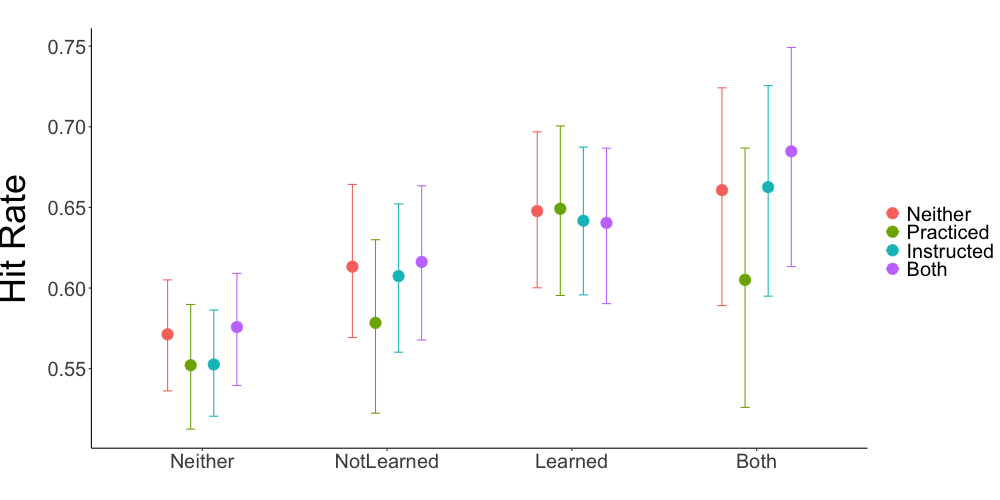 Hit Rate
0.75
0.70
0.65
0.60
0.55
Neither NotLearned Learned Both
Neither
Practiced
Instructed
Both